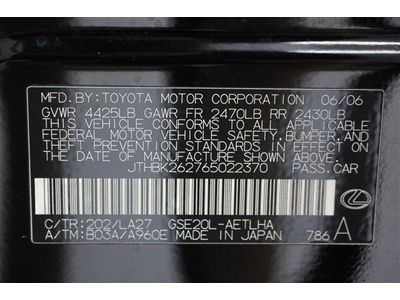 MFD. BY: TOYOTA MOTOR CORPORATION 06/06
GVWR 4425LB GAWR FR 2470LB RR 2430LB
THIS VEHICLE CONFORMS TO ALL APPLICABLE
FEDERAL MOTOR VEHICLE SAFETY, BUMPER, AND
THEFT PREVENTION STANDARDS IN EFFECT ON
THE DATE OF MANUFACTURE SHOWN ABOVE.
JTHBK262765022370 PASS. CAR
C/TR: 202/LA27 GSE20L-AETLHA
A/TM: B03A/A960E MADE IN JAPAN 786 A